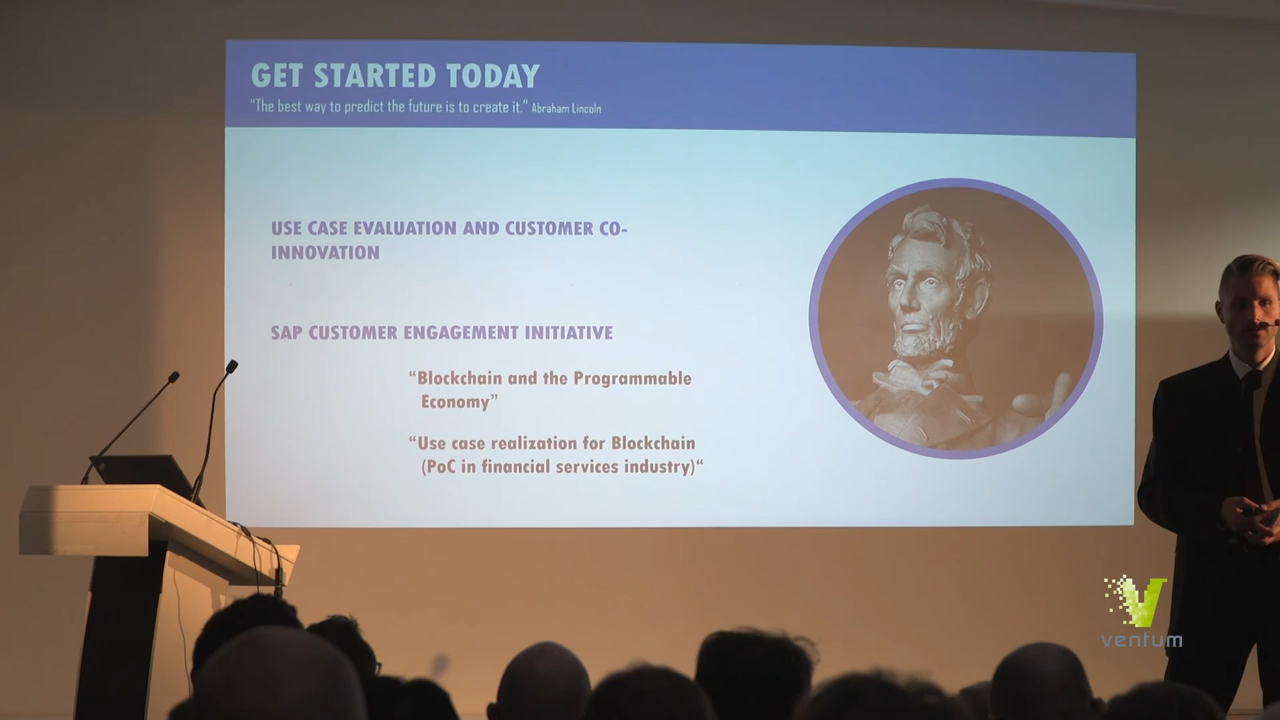 GET STARTED TODAY
"The best way to predict the future is to create it." Abraham Lincoln
USE CASE EVALUATION AND CUSTOMER CO-
INNOVATION
SAP CUSTOMER ENGAGEMENT INITIATIVE
“Blockchain and the Programmable
Economy”
“Use case realization for Blockchain
(PoC in financial services industry)“
ventum